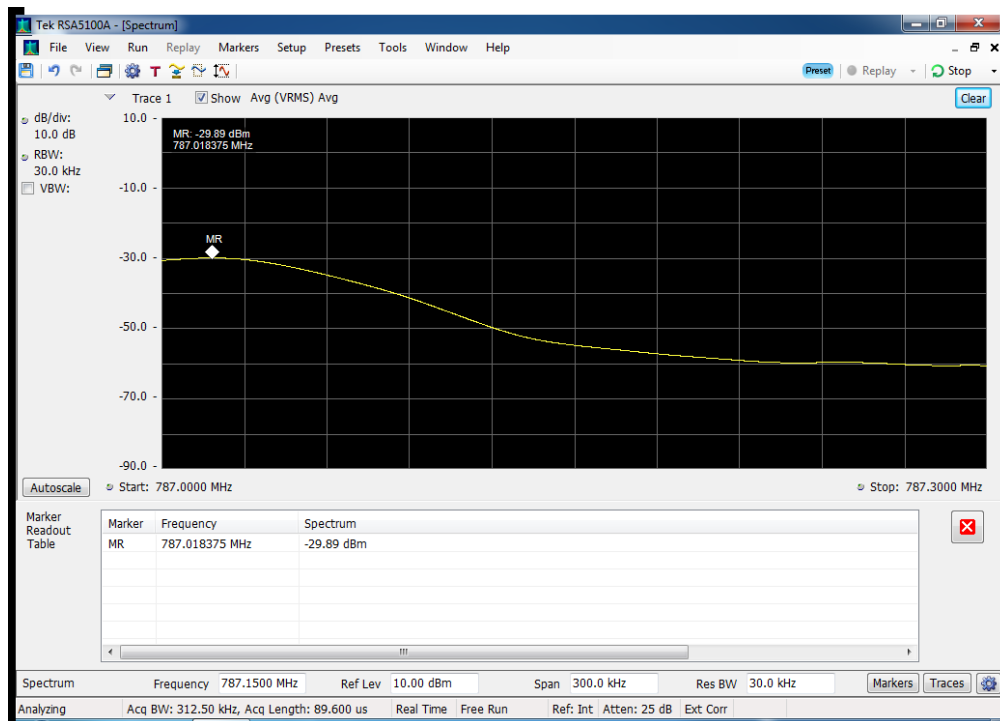 Tek RSA5100A - [Spectrum]
File View Run Replay Markers Setup Presets Tools Window Help
Preset Replay Stop
Trace 1 Show Avg (VRMS) Avg Clear
dB/div:
10.0 dB
RBW:
30.0 kHz
VBW:
10.0
-10.0
-30.0
-50.0
-70.0
-90.0
MR: -29.89 dBm
787.018375 MHz
MR
Autoscale Start: 787.0000 MHz Stop: 787.3000 MHz
Marker
Readout
Table
Marker Frequency Spectrum
MR 787.018375 MHz -29.89 dBm
Spectrum Frequency 787.1500 MHz Ref Lev 10.00 dBm Span 300.0 kHz Res BW 30.0 kHz Markers Traces
Analyzing Acq BW: 312.50 kHz, Acq Length: 89.600 us Real Time Free Run Ref: Int Atten: 25 dB Ext Corr